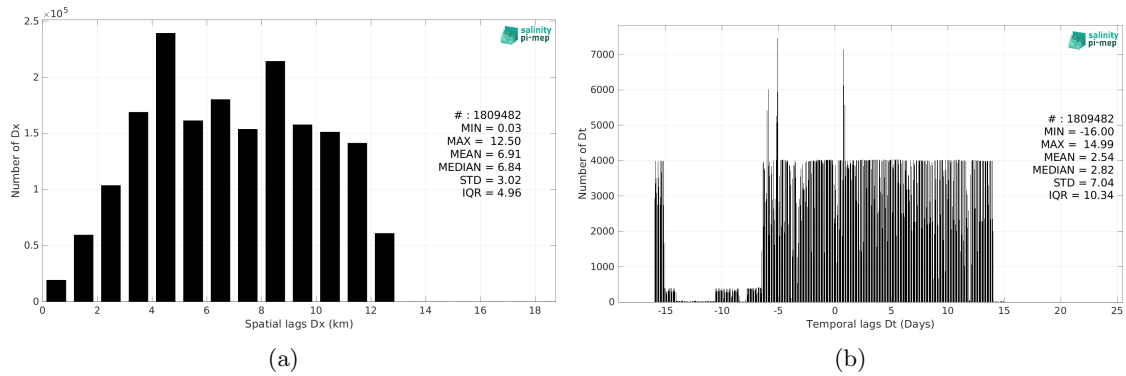 ×10⁵
2.5
2
1.5
1
0.5
0
Number of Dx
salinity
pi-mep
# : 1809482
MIN = 0.03
MAX = 12.50
MEAN = 6.91
MEDIAN = 6.84
STD = 3.02
IQR = 4.96
0 2 4 6 8 10 12 14 16 18
Spatial lags Dx (km)
(a)
7000
6000
5000
4000
3000
2000
1000
0
Number of Dt
salinity
pi-mep
# : 1809482
MIN = -16.00
MAX = 14.99
MEAN = 2.54
MEDIAN = 2.82
STD = 7.04
IQR = 10.34
-15 -10 -5 0 5 10 15 20 25
Temporal lags Dt (Days)
(b)